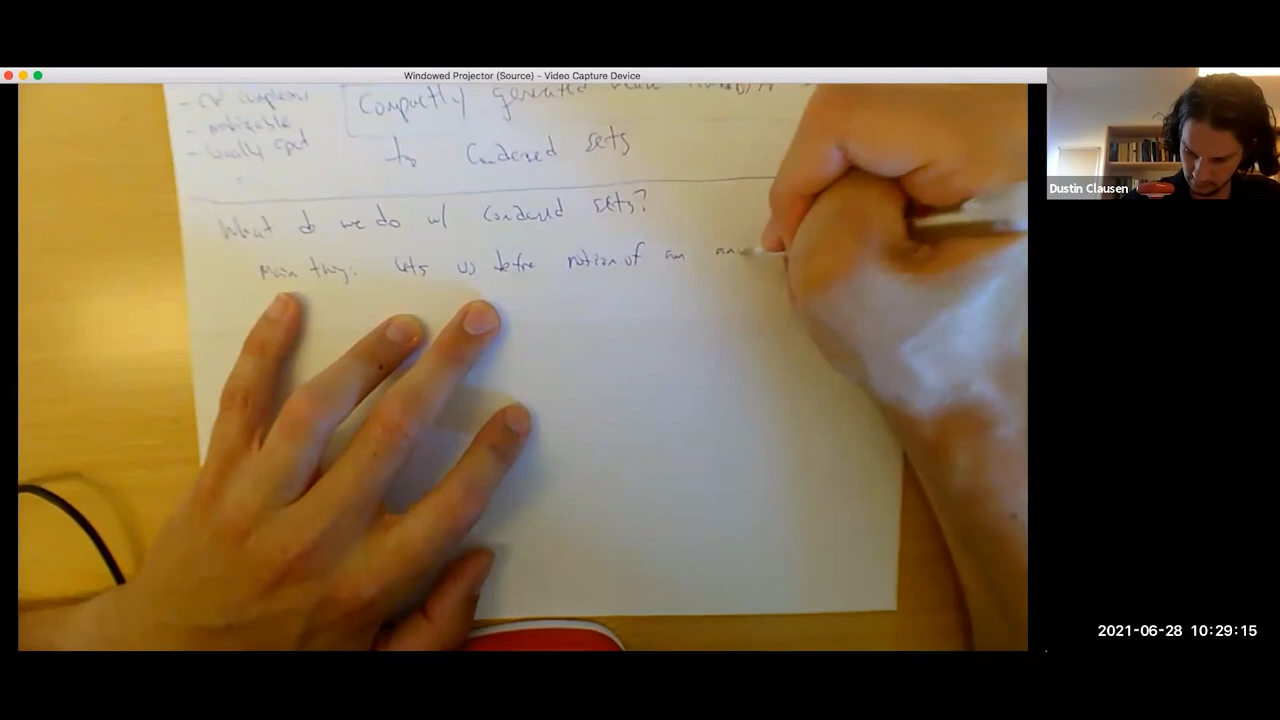 Windowed Projector (Source) - Video Capture Device
- CW complexes
Compactly generated
- metrizable
- locally cpct
to Condensed sets
What do we do w/ Condensed sets?
Main thing: lets us define notion of an ana
Dustin Clausen
2021-06-28 10:29:15